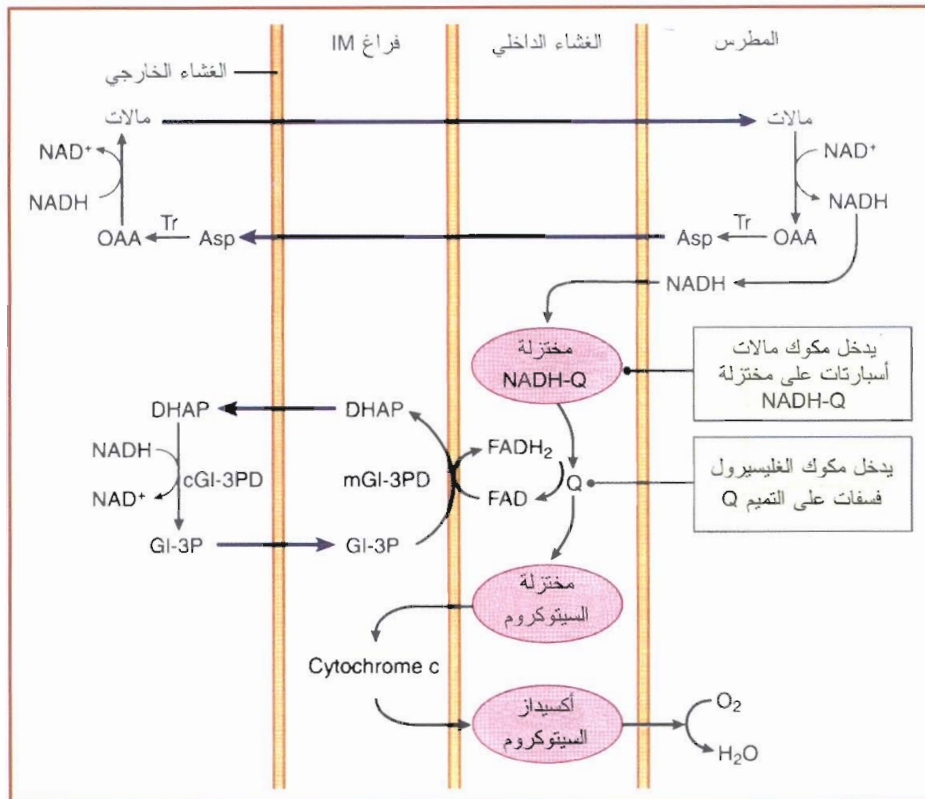 المطرس
الغشاء الداخلي
فراغ IM
الغشاء الخارجي
مالات
مالات
NAD+
NADH
NAD+
NADH
OAA
Tr
Asp
Asp
Tr
OAA
NADH
مختزلة
NADH-Q
يدخل مكوك مالات
أسبارتات على مختزلة
NADH-Q
DHAP
DHAP
NADH
cGl-3PD
NAD+
mGl-3PD
FADH₂
FAD
Q
يدخل مكوك الغليسيرول
فسفات على التميم Q
Gl-3P
Gl-3P
مختزلة
السيتوكروم
Cytochrome c
أكسيداز
السيتوكروم
O₂
H₂O